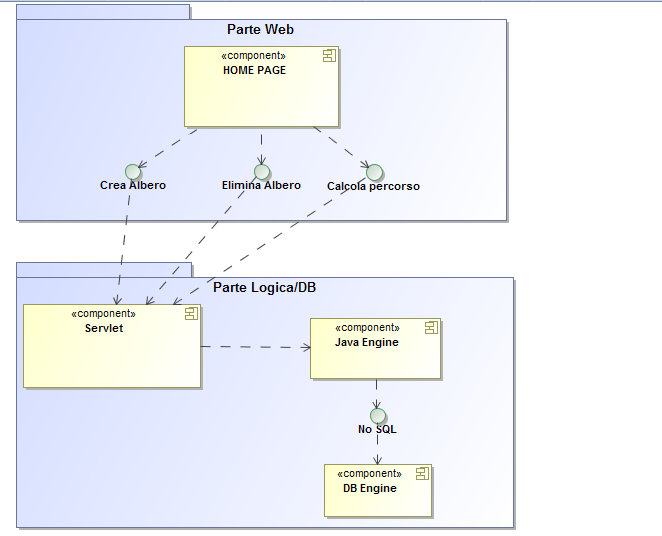 Parte Web
«component»
HOME PAGE
Crea Albero
Elimina Albero
Calcola percorso
Parte Logica/DB
«component»
Servlet
«component»
Java Engine
No SQL
«component»
DB Engine